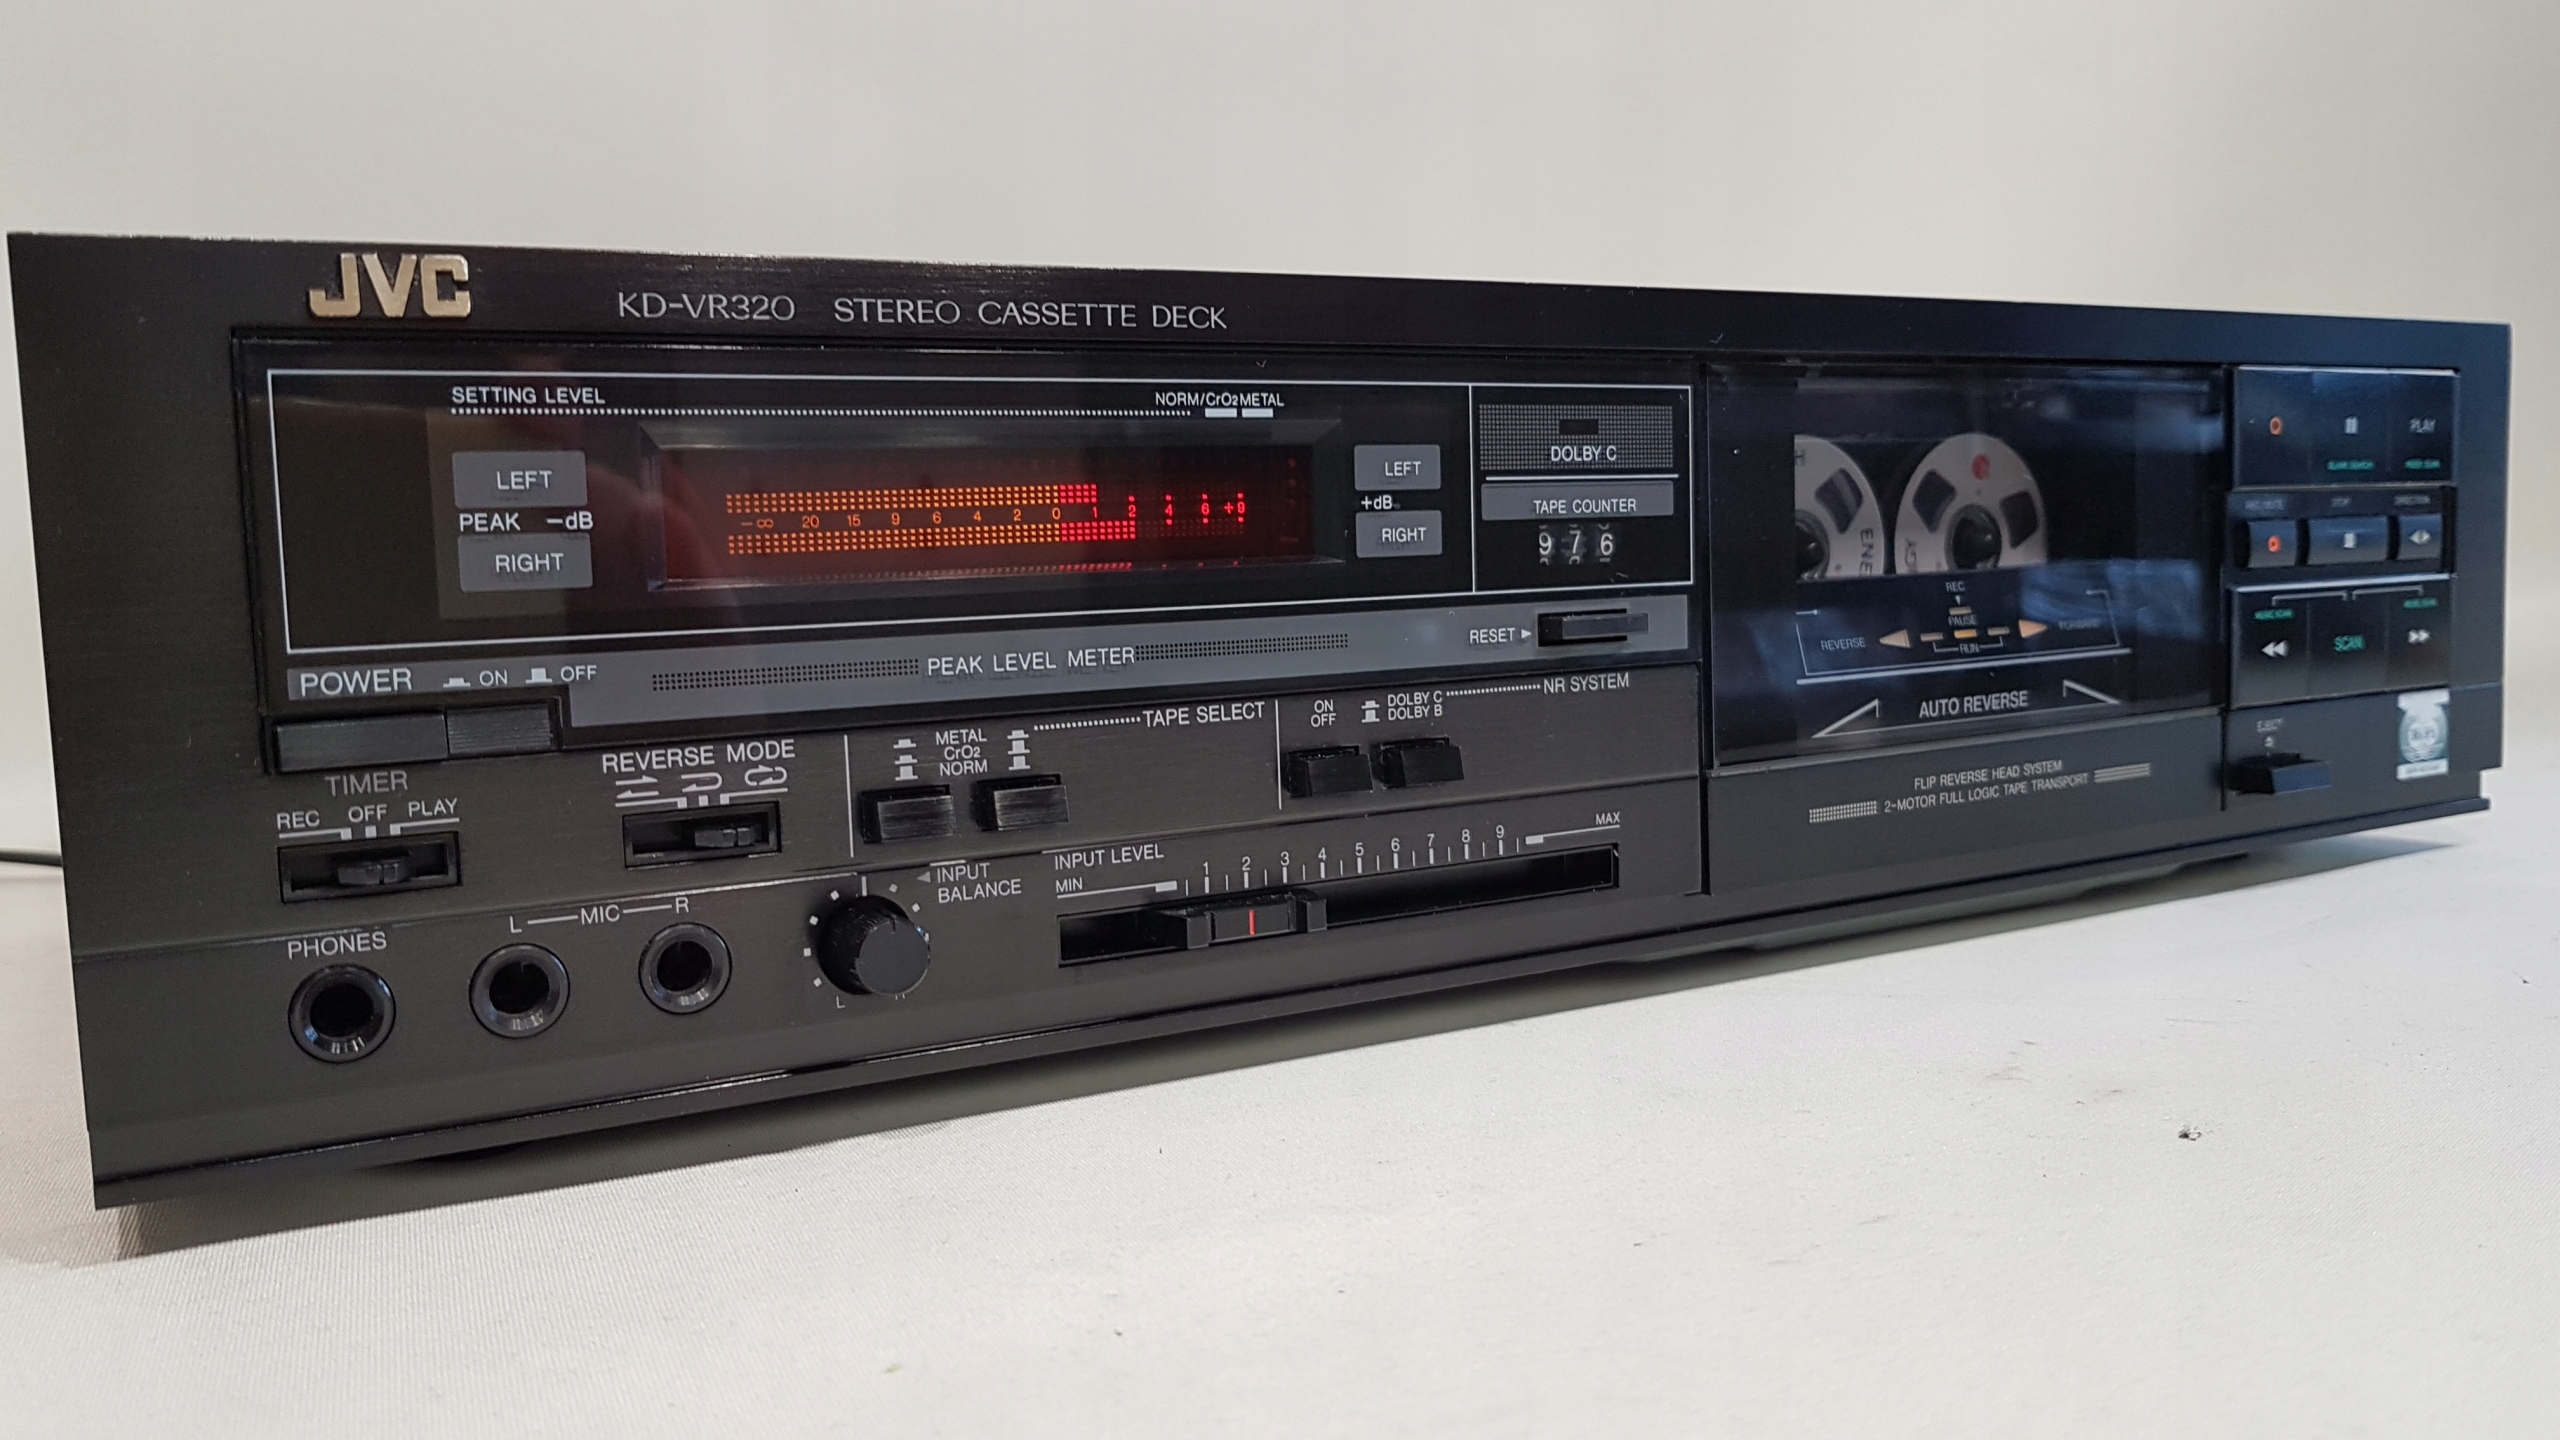 JVC
KD-VR320 STEREO CASSETTE DECK
SETTING LEVEL
NORM/CrO2 METAL
LEFT
PEAK -dB
RIGHT
-∞ 20 15 9 6 4 2 0 1 2 4 6 +9
LEFT
+dB
RIGHT
DOLBY C
TAPE COUNTER
976
RESET
PEAK LEVEL METER
POWER ON OFF
TIMER
REC OFF PLAY
REVERSE MODE
TAPE SELECT
METAL
CrO2
NORM
NR SYSTEM
ON
OFF
DOLBY C
DOLBY B
INPUT
BALANCE
L
INPUT LEVEL
MIN
1 2 3 4 5 6 7 8 9
MAX
PHONES
L MIC R
REC
PAUSE
REVERSE
RUN
FORWARD
AUTO REVERSE
FLIP REVERSE HEAD SYSTEM
2-MOTOR FULL LOGIC TAPE TRANSPORT
PLAY
REC MUTE
STOP
DIRECTION
MUSIC SCAN
SCAN
EJECT